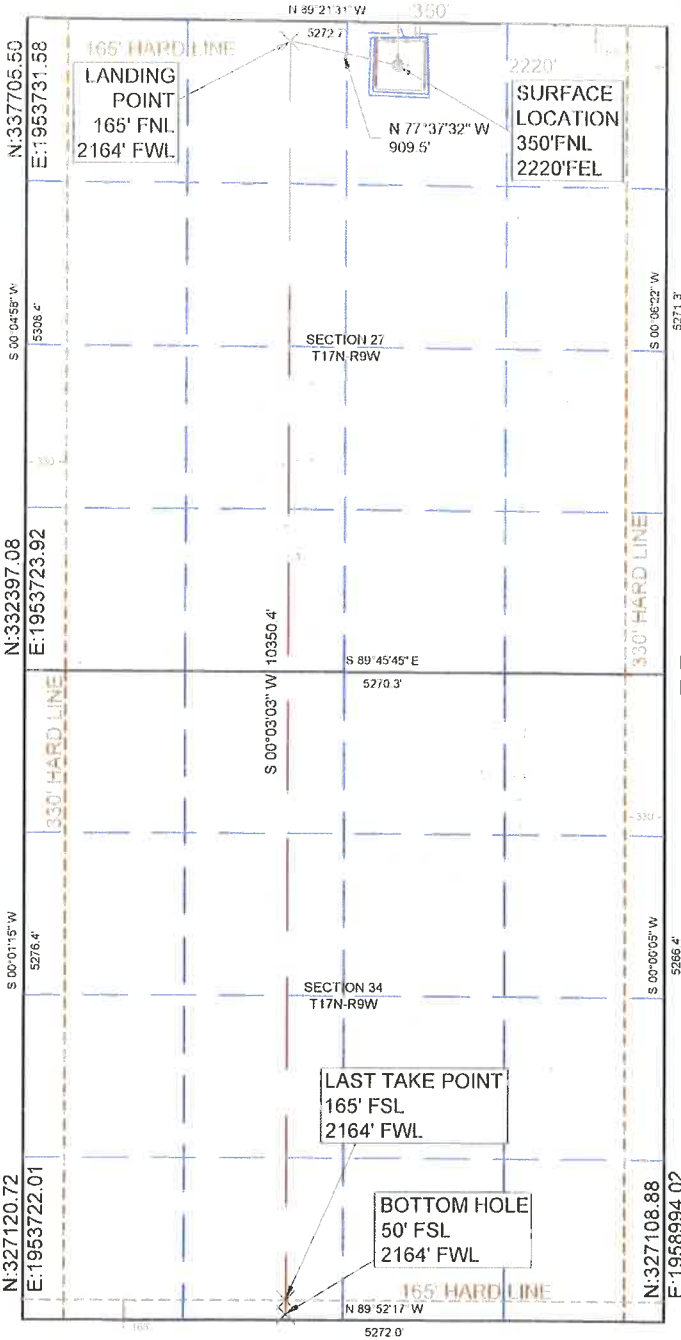 N 89°21'31" W
350'
5272.7'
165' HARD LINE
2220'
N:337705.50
E:1953731.58
LANDING
POINT
165' FNL
2164' FWL
SURFACE
LOCATION
350'FNL
2220'FEL
N 77°37'32" W
909.5'
S 00°04'58" W
5308.4'
SECTION 27
T17N-R9W
S 00°06'22" W
5271.3'
330
N:332397.08
E:1953723.92
330' HARD LINE
S 89°45'45" E
5270.3'
S 00°03'03" W 10350.4'
330' HARD LINE
330
S 00°01'15" W
5276.4'
SECTION 34
T17N-R9W
S 00°00'05" W
5266.4'
LAST TAKE POINT
165' FSL
2164' FWL
N:327120.72
E:1953722.01
BOTTOM HOLE
50' FSL
2164' FWL
N:327108.88
E:1958994.02
165' HARD LINE
N 89°52'17" W
5272.0'